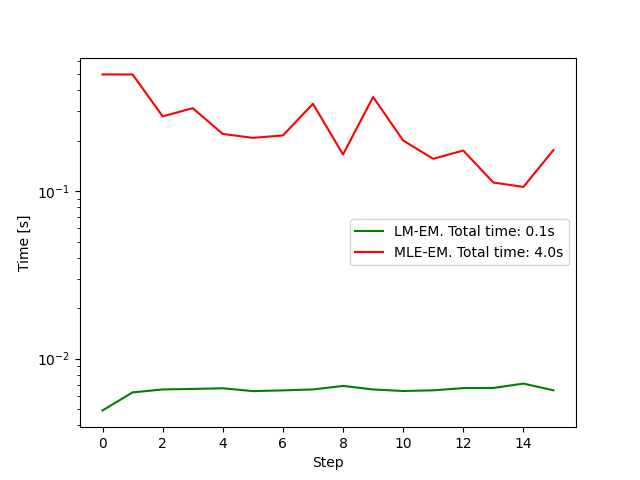 Time [s]
10⁻¹
10⁻²
LM-EM. Total time: 0.1s
MLE-EM. Total time: 4.0s
0 2 4 6 8 10 12 14
Step